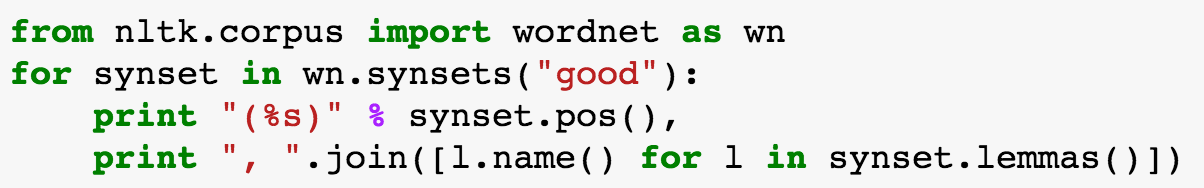 from nltk.corpus import wordnet as wn
for synset in wn.synsets("good"):
    print "(%s)" % synset.pos(),
    print ", ".join([l.name() for l in synset.lemmas()])